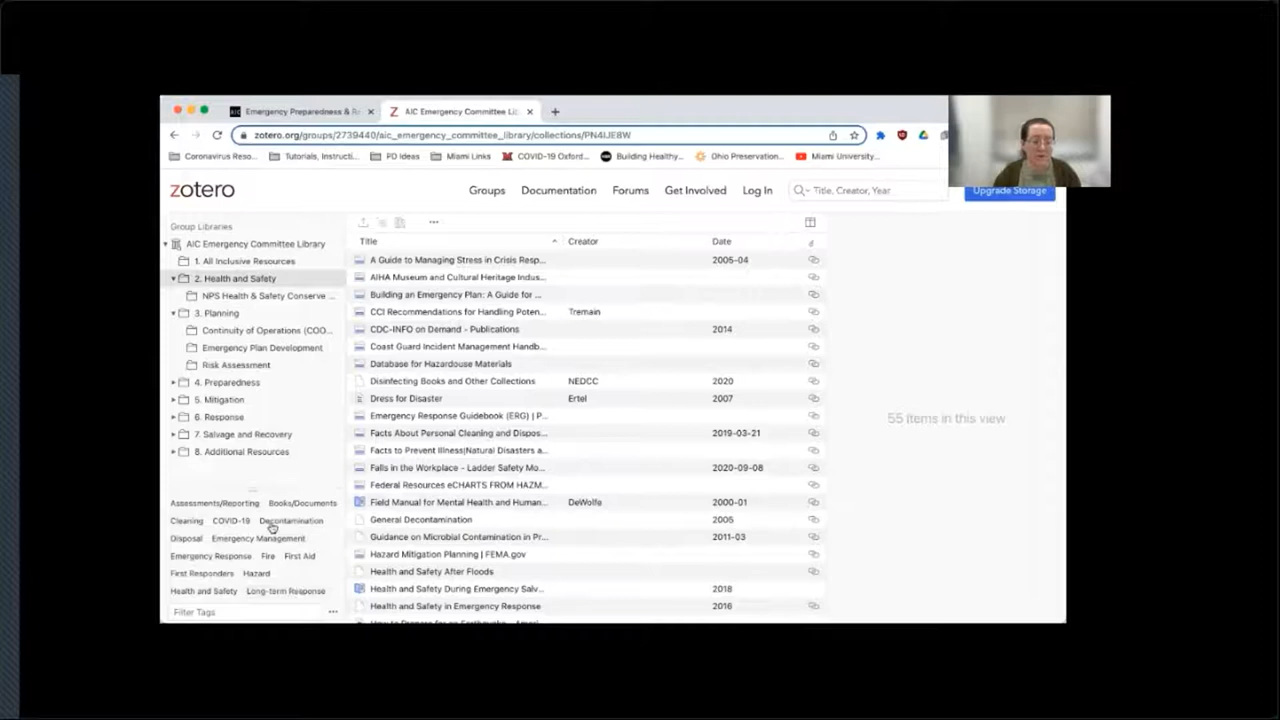 Emergency Preparedness & R
AIC Emergency Committee Lib
zotero.org/groups/2739440/aic_emergency_committee_library/collections/PN4IJE8W
Coronavirus Reso... Tutorials, Instructi... PD Ideas Miami Links COVID-19 Oxford... Building Healthy... Ohio Preservation... Miami University...
zotero Groups Documentation Forums Get Involved Log In Title, Creator, Year Upgrade Storage
Group Libraries
AIC Emergency Committee Library
1. All Inclusive Resources
2. Health and Safety
NPS Health & Safety Conserve ...
3. Planning
Continuity of Operations (COO...
Emergency Plan Development
Risk Assessment
4. Preparedness
5. Mitigation
6. Response
7. Salvage and Recovery
8. Additional Resources
Assessments/Reporting Books/Documents
Cleaning COVID-19 Decontamination
Disposal Emergency Management
Emergency Response Fire First Aid
First Responders Hazard
Health and Safety Long-term Response
Filter Tags
Title Creator Date
A Guide to Managing Stress in Crisis Resp... 2005-04
AIHA Museum and Cultural Heritage Indus...
Building an Emergency Plan: A Guide for ...
CCI Recommendations for Handling Poten... Tremain
CDC-INFO on Demand - Publications 2014
Coast Guard Incident Management Handb...
Database for Hazardouse Materials
Disinfecting Books and Other Collections NEDCC 2020
Dress for Disaster Ertel 2007
Emergency Response Guidebook (ERG) | P...
Facts About Personal Cleaning and Dispos... 2019-03-21
Facts to Prevent Illness|Natural Disasters a...
Falls in the Workplace - Ladder Safety Mo... 2020-09-08
Federal Resources eCHARTS FROM HAZM...
Field Manual for Mental Health and Human... DeWolfe 2000-01
General Decontamination 2005
Guidance on Microbial Contamination in Pr... 2011-03
Hazard Mitigation Planning | FEMA.gov
Health and Safety After Floods
Health and Safety During Emergency Salv... 2018
Health and Safety in Emergency Response 2016
55 items in this view